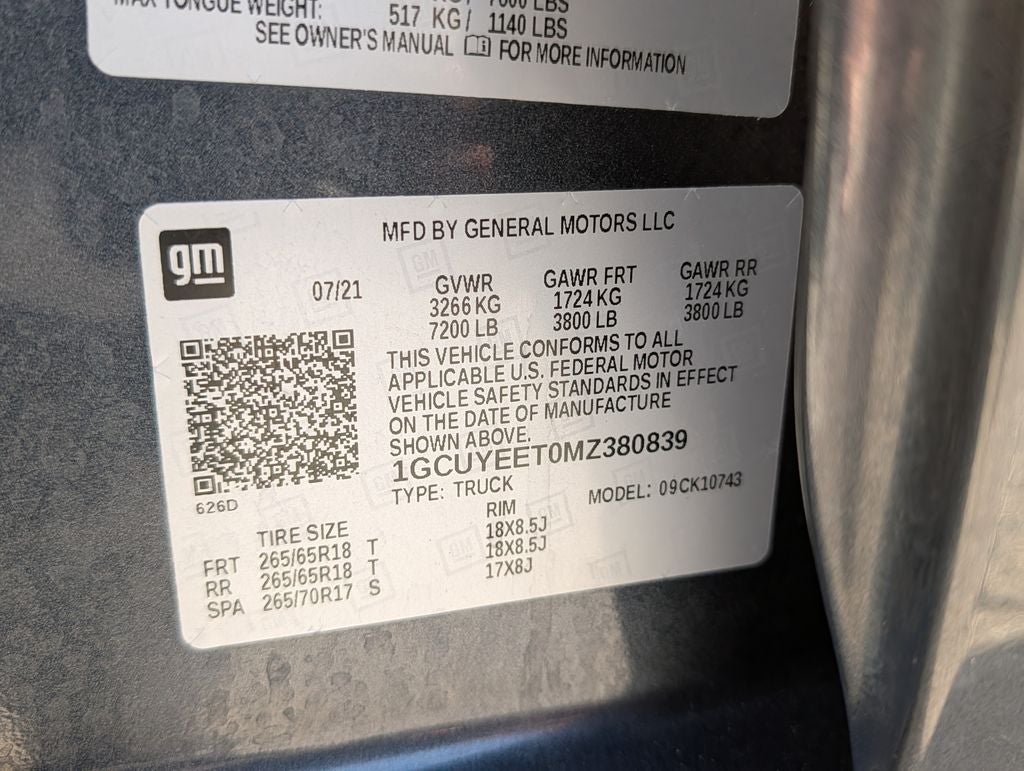 MAX TONGUE WEIGHT: 517 KG/ 1140 LBS
SEE OWNER'S MANUAL FOR MORE INFORMATION
gm
MFD BY GENERAL MOTORS LLC
07/21
GVWR GAWR FRT GAWR RR
3266 KG 1724 KG 1724 KG
7200 LB 3800 LB 3800 LB
THIS VEHICLE CONFORMS TO ALL
APPLICABLE U.S. FEDERAL MOTOR
VEHICLE SAFETY STANDARDS IN EFFECT
ON THE DATE OF MANUFACTURE
SHOWN ABOVE.
1GCUYEET0MZ380839
TYPE: TRUCK MODEL: 09CK10743
626D
TIRE SIZE RIM
FRT 265/65R18 T 18X8.5J
RR 265/65R18 T 18X8.5J
SPA 265/70R17 S 17X8J